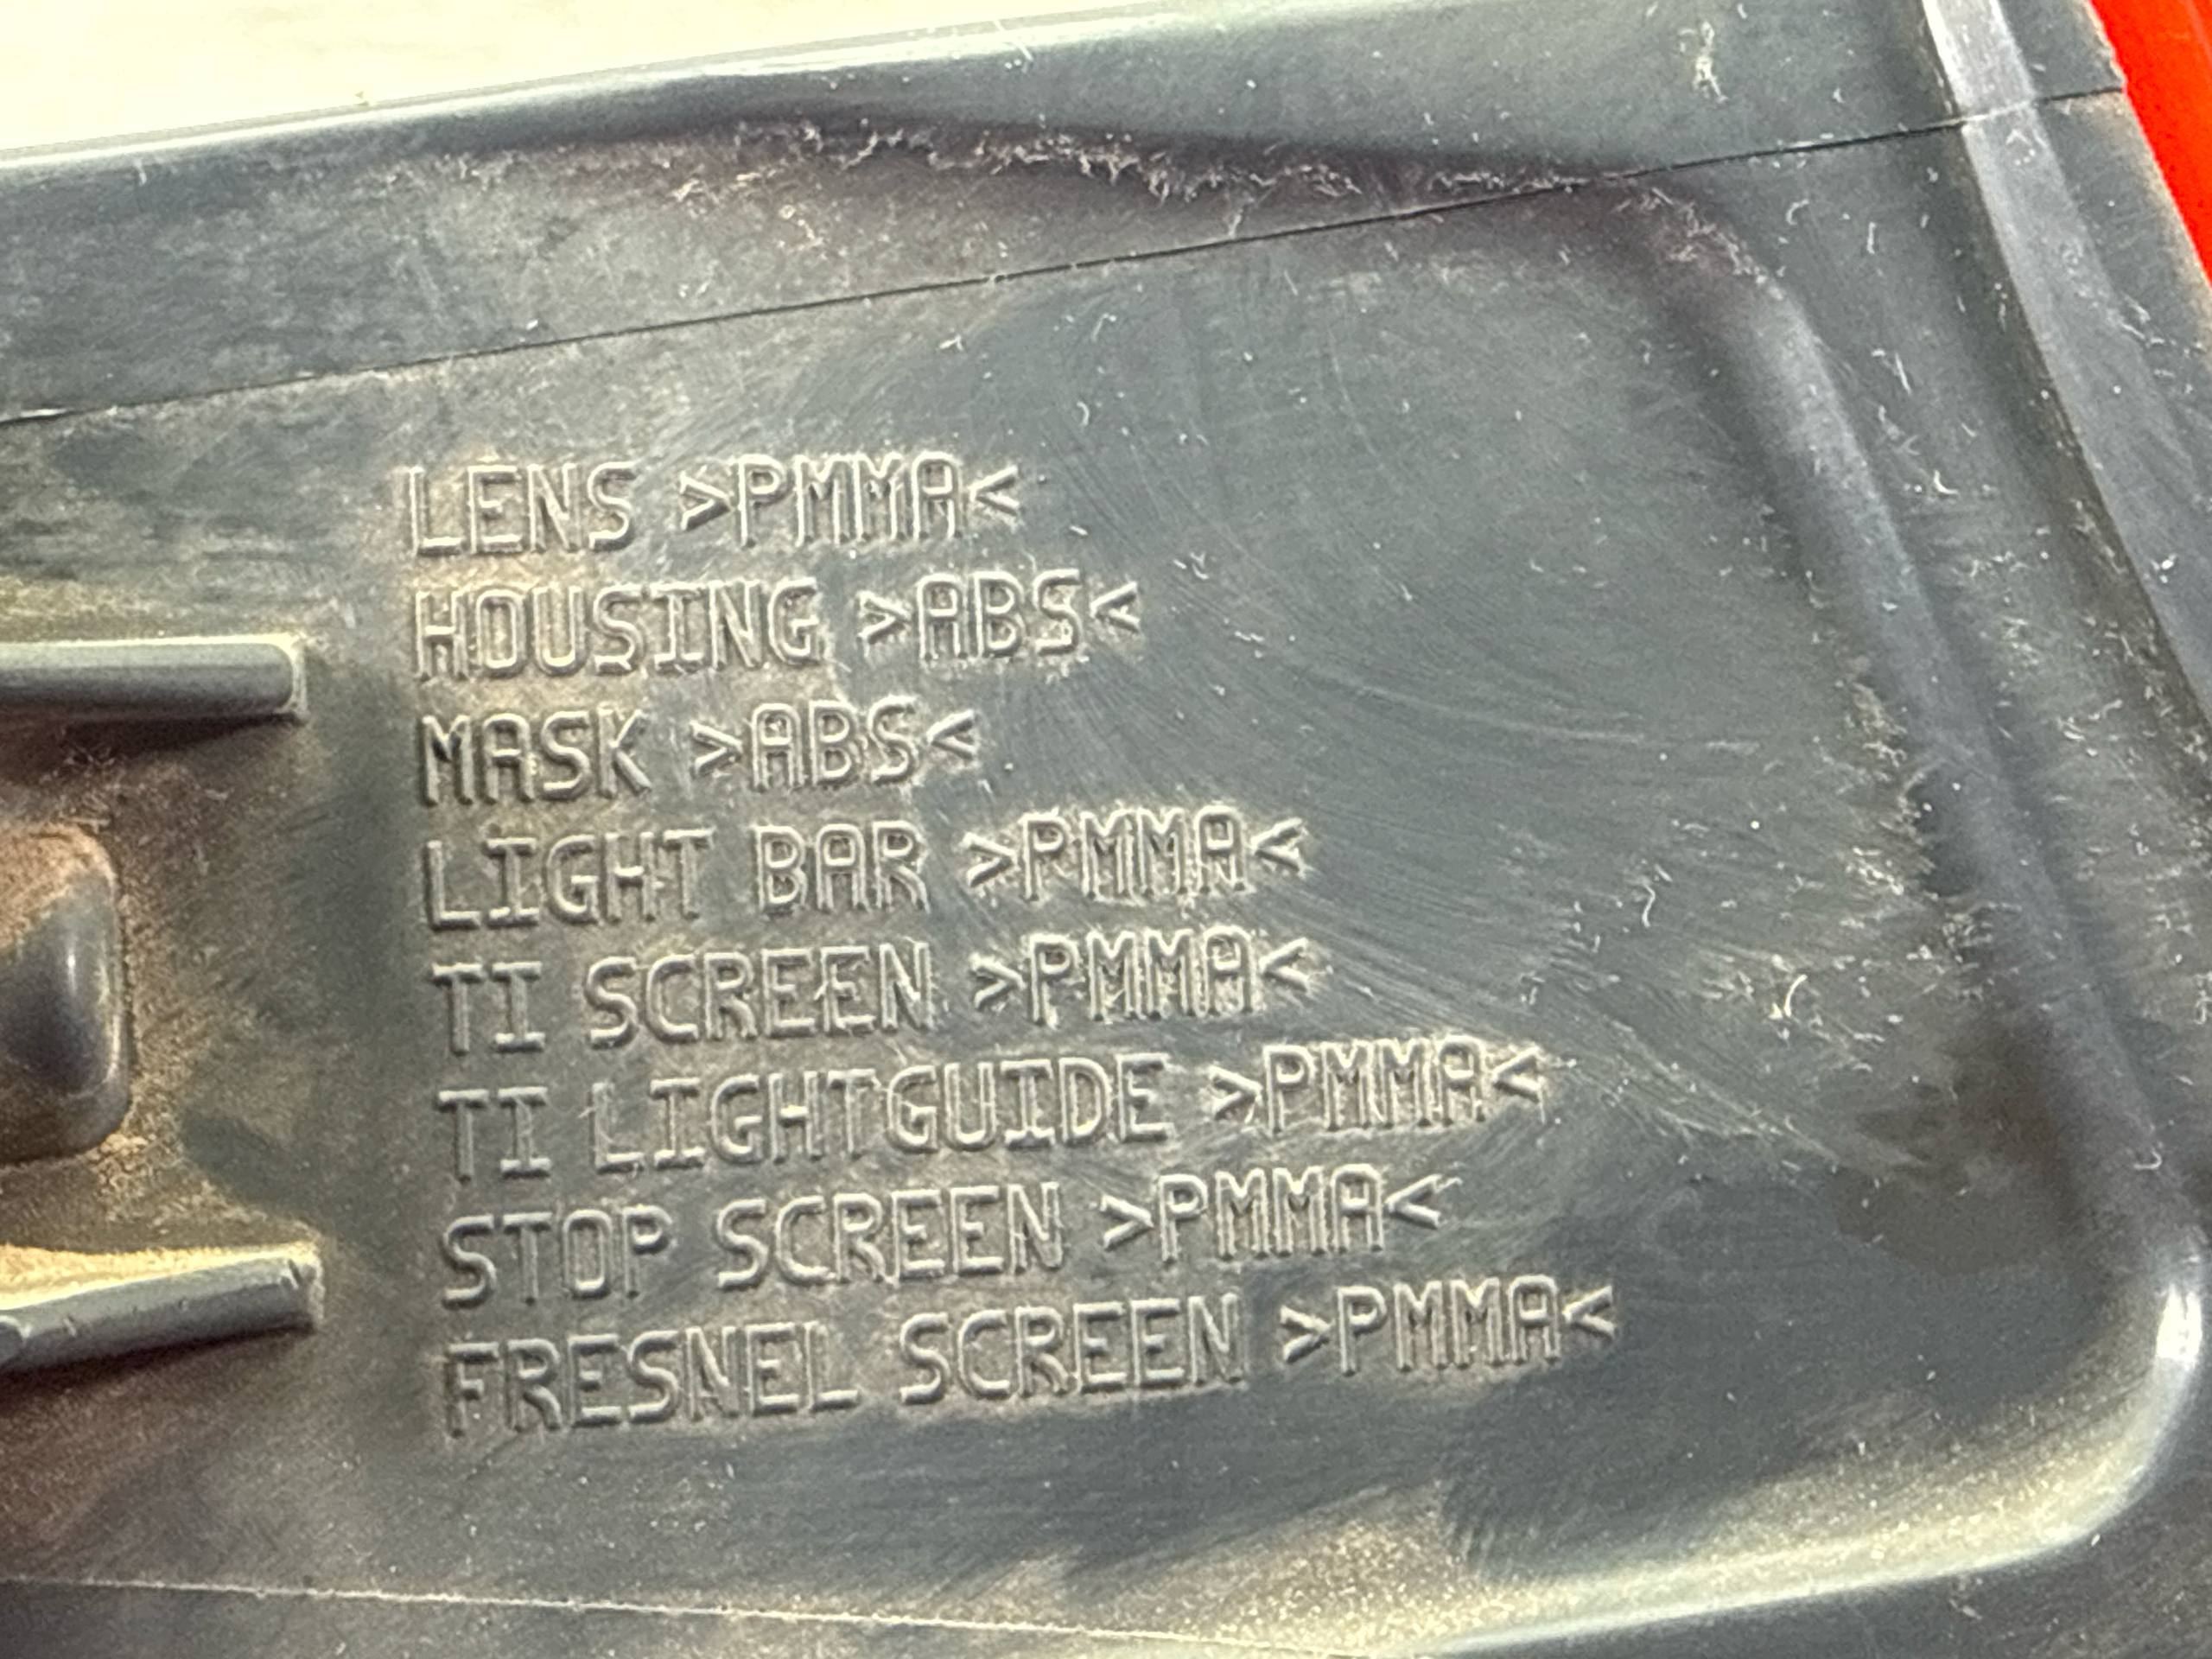 LENS >PMMA<
HOUSING >ABS<
MASK >ABS<
LIGHT BAR >PMMA<
TI SCREEN >PMMA<
TI LIGHTGUIDE >PMMA<
STOP SCREEN >PMMA<
FRESNEL SCREEN >PMMA<